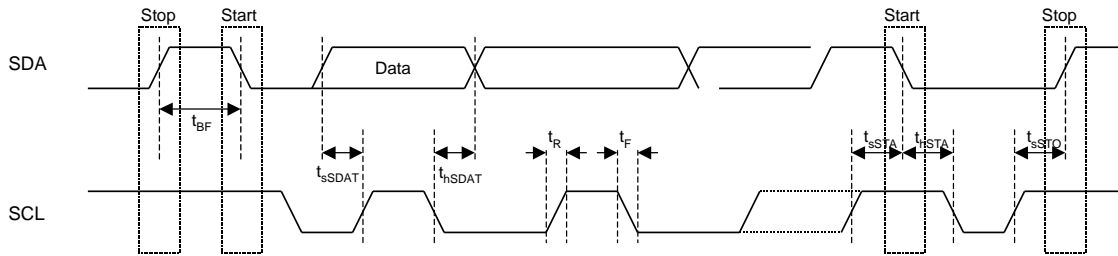 Stop Start Start Stop
SDA Data
t_BF
t_R t_F t_sSTA t_hSTA t_sSTO
t_sSDAT t_hSDAT
SCL